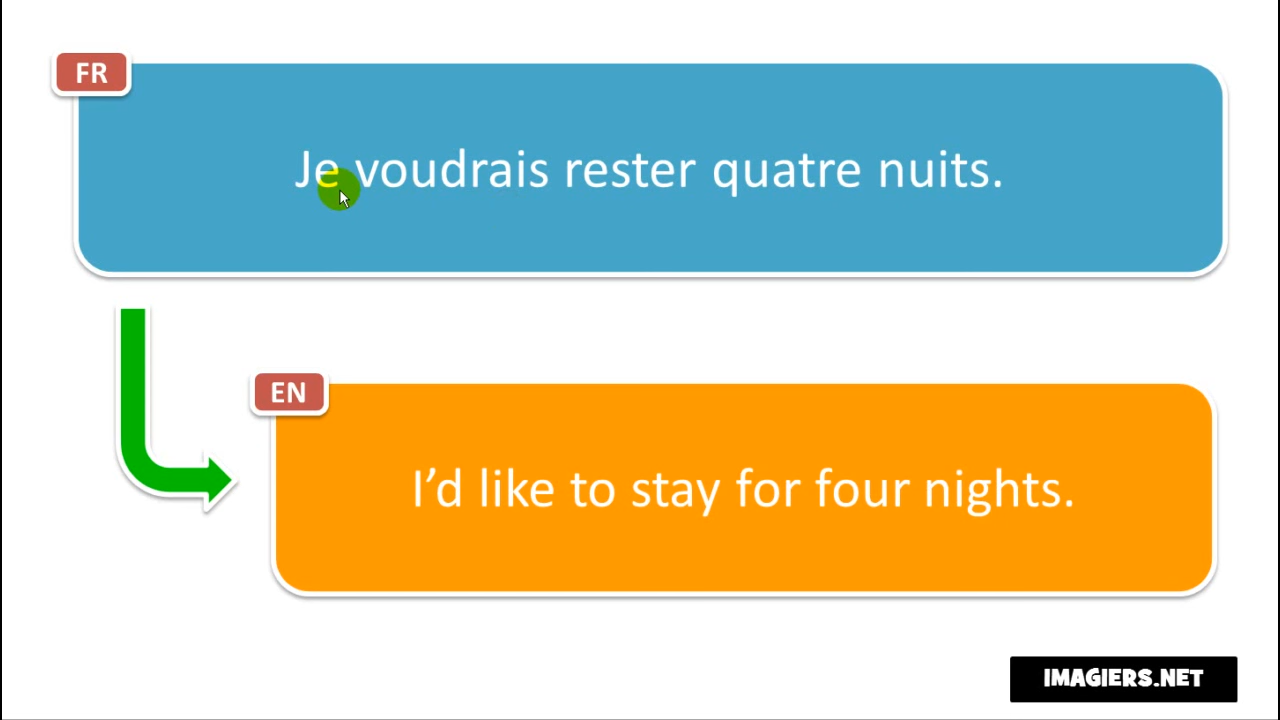 FR
Je voudrais rester quatre nuits.
EN
I’d like to stay for four nights.
IMAGIERS.NET